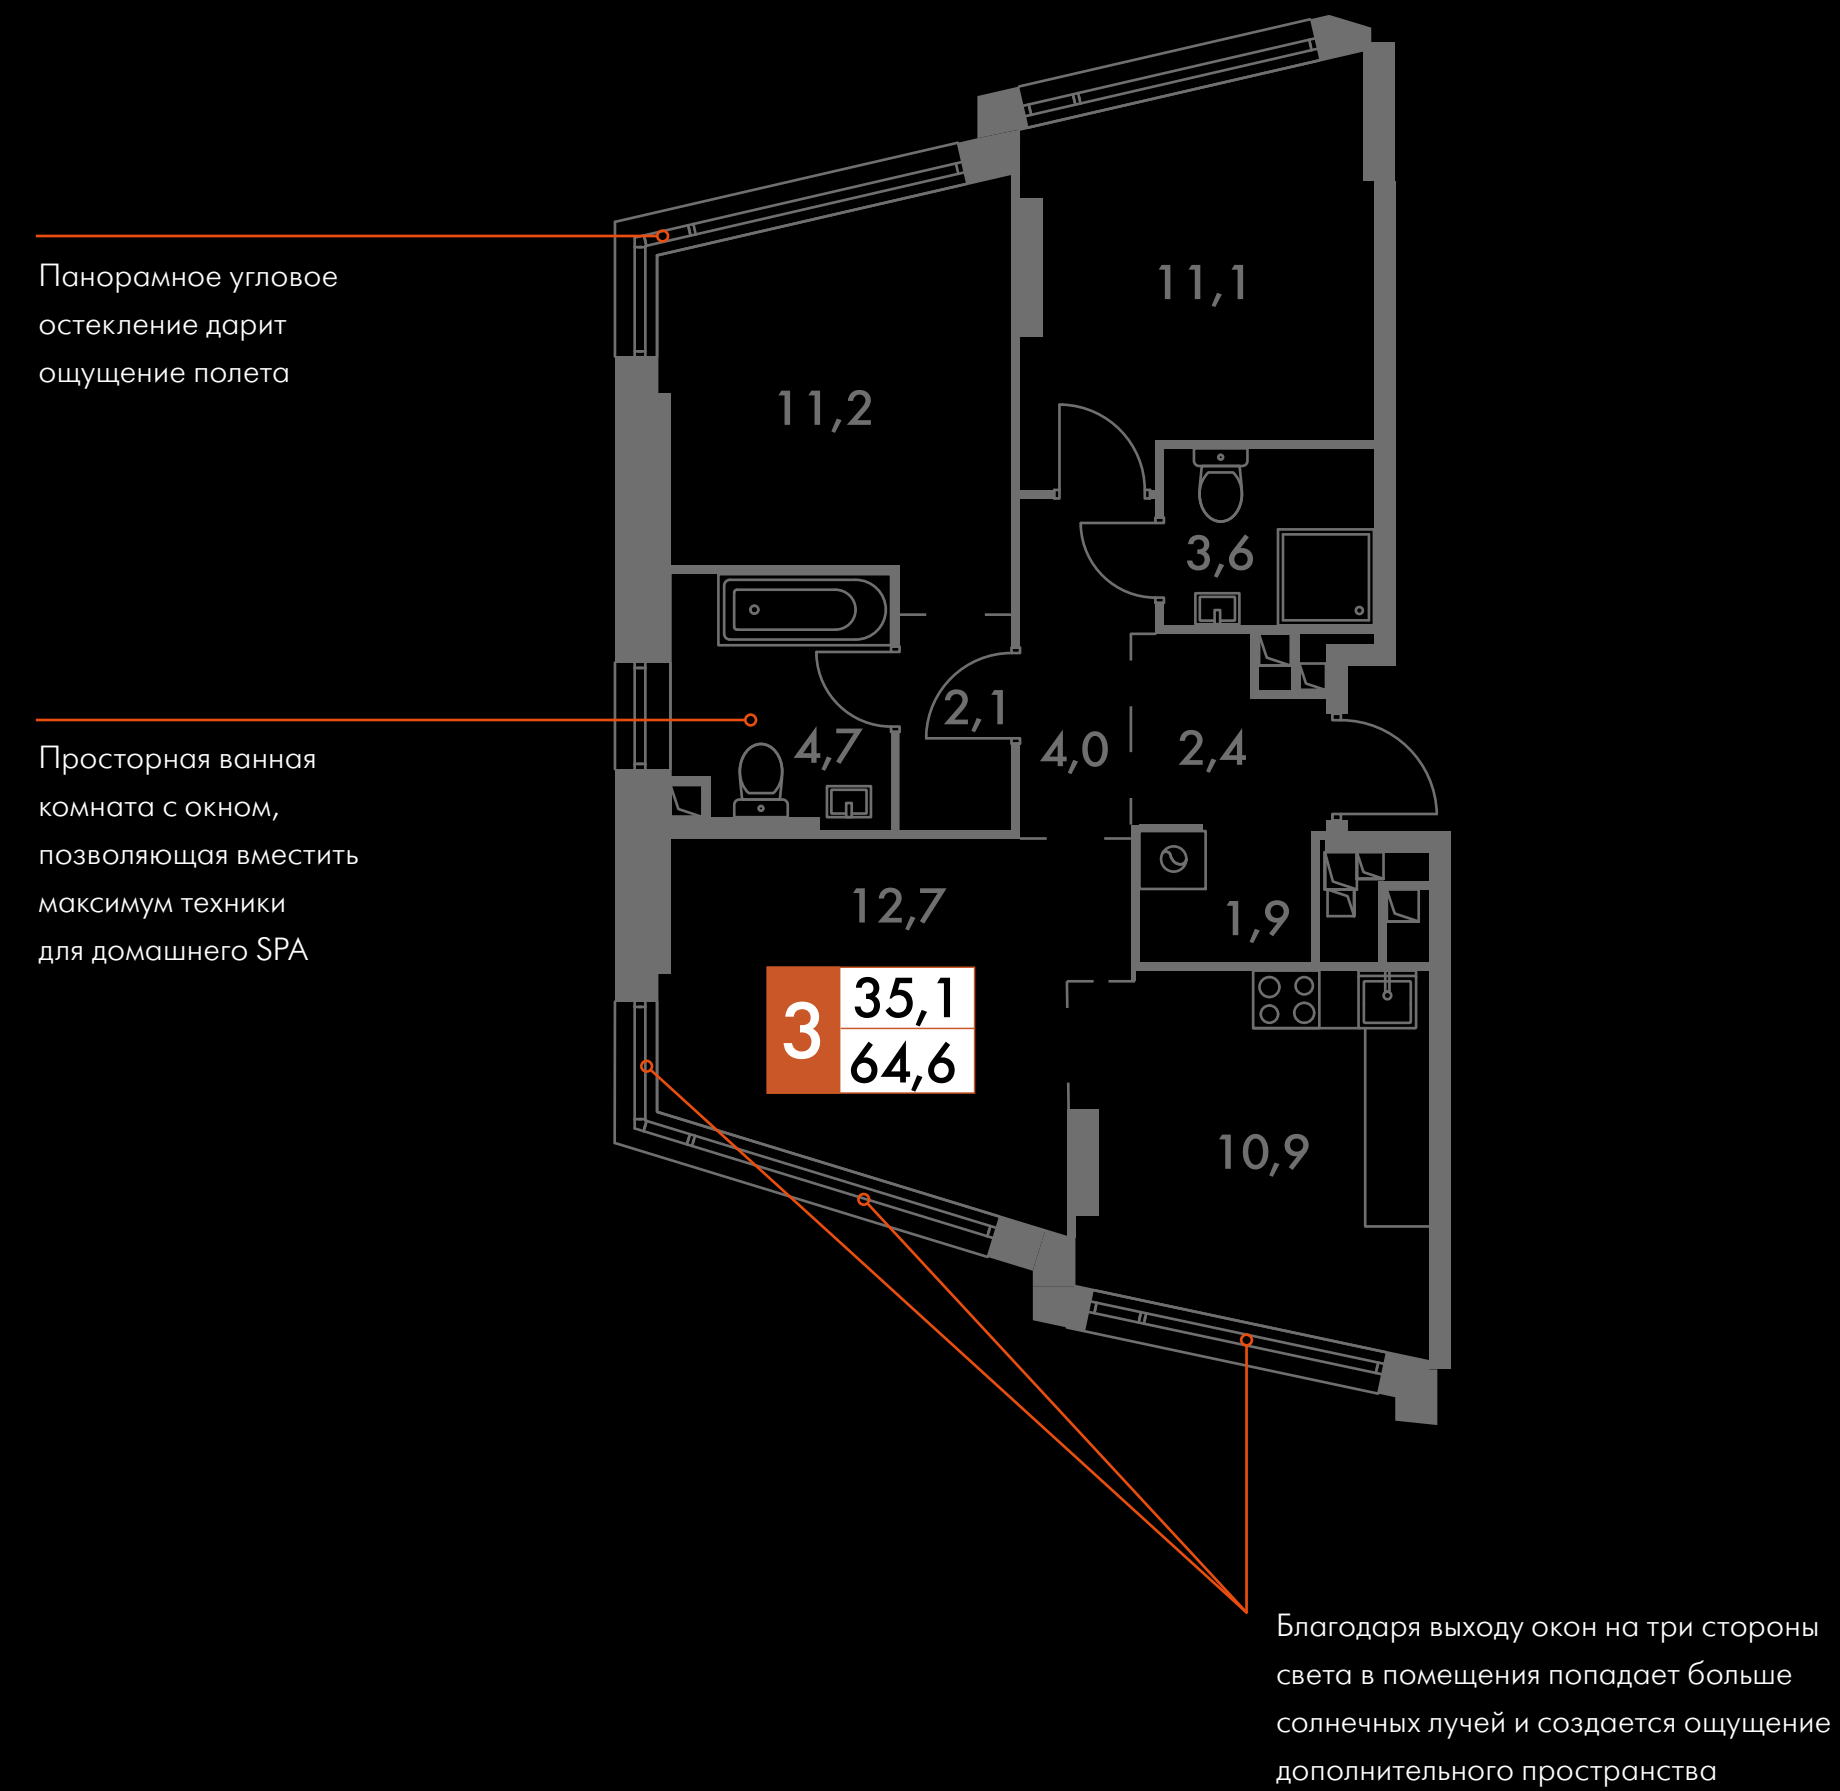 Панорамное угловое
остекление дарит
ощущение полета
11,1
11,2
3,6
2,1
4,7
4,0
2,4
Просторная ванная
комната с окном,
позволяющая вместить
максимум техники
для домашнего SPA
12,7
1,9
3
35,1
64,6
10,9
Благодаря выходу окон на три стороны
света в помещения попадает больше
солнечных лучей и создается ощущение
дополнительного пространства